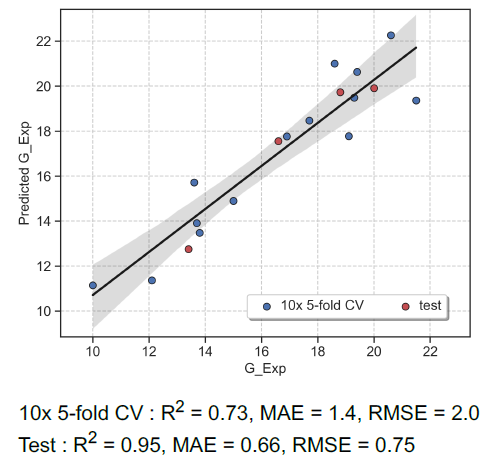 22
20
18
16
14
12
10
Predicted G_Exp
10x 5-fold CV test
10 12 14 16 18 20 22
G_Exp
10x 5-fold CV : R² = 0.73, MAE = 1.4, RMSE = 2.0
Test : R² = 0.95, MAE = 0.66, RMSE = 0.75